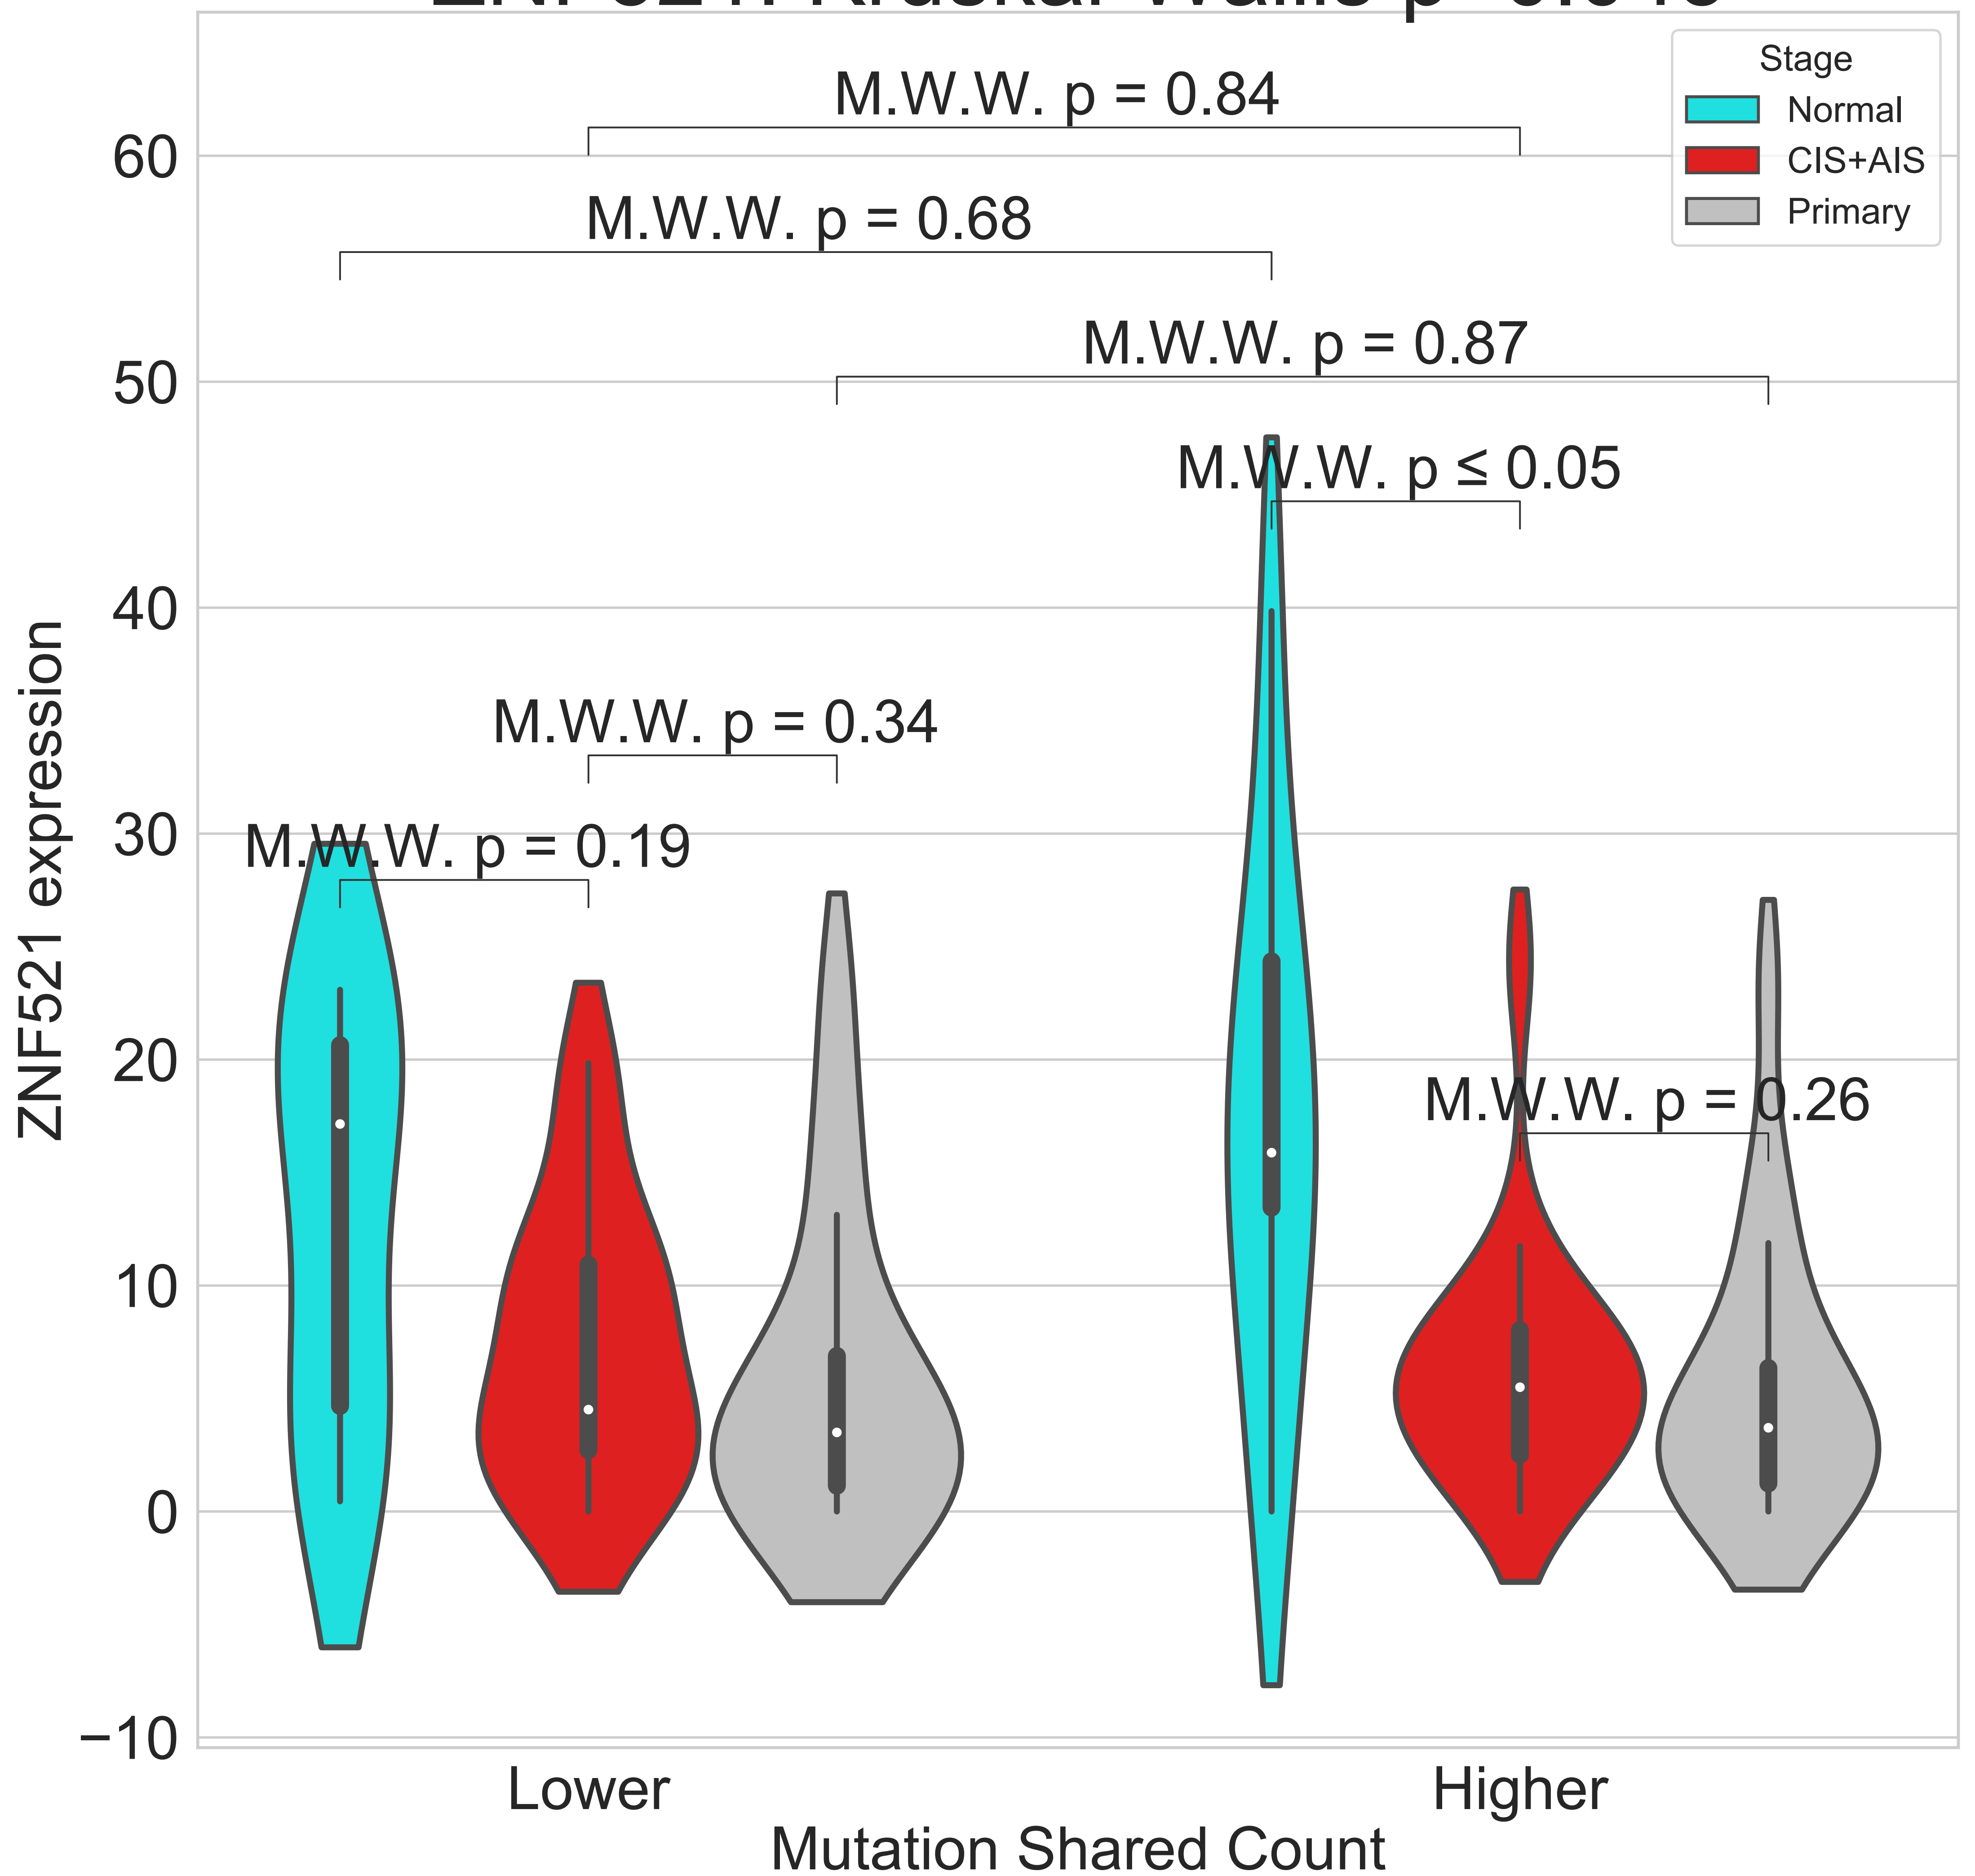 M.W.W. p = 0.84
M.W.W. p = 0.68
M.W.W. p = 0.87
M.W.W. p ≤ 0.05
M.W.W. p = 0.34
M.W.W. p = 0.19
M.W.W. p = 0.26
Stage
Normal
CIS+AIS
Primary
60
50
40
30
20
10
0
−10
ZNF521 expression
Lower
Higher
Mutation Shared Count